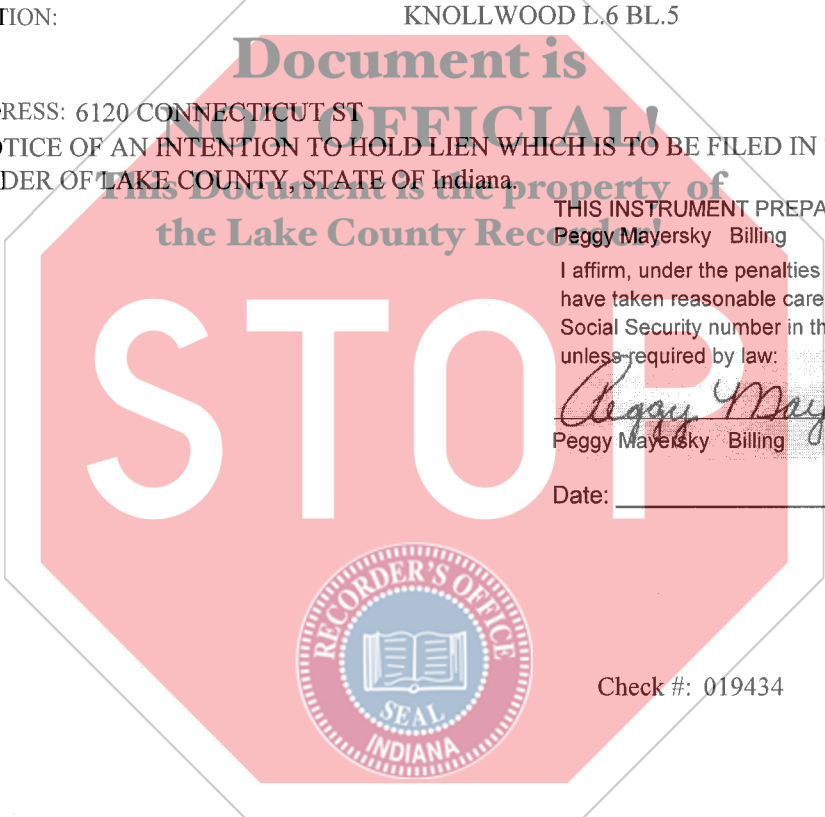 TION: KNOLLWOOD L.6 BL.5
Document is
RESS: 6120 CONNECTICUT ST
NOT OFFICIAL!
TICE OF AN INTENTION TO HOLD LIEN WHICH IS TO BE FILED IN
DER OF LAKE COUNTY, STATE OF Indiana.
This Document is the property of
the Lake County Recorder!
THIS INSTRUMENT PREPA
Peggy Mayersky Billing
I affirm, under the penalties
have taken reasonable care
Social Security number in th
unless required by law:
STOP
Peggy May
Peggy Mayersky Billing
Date:
RECORDER'S OFFICE
SEAL
INDIANA
Check #: 019434